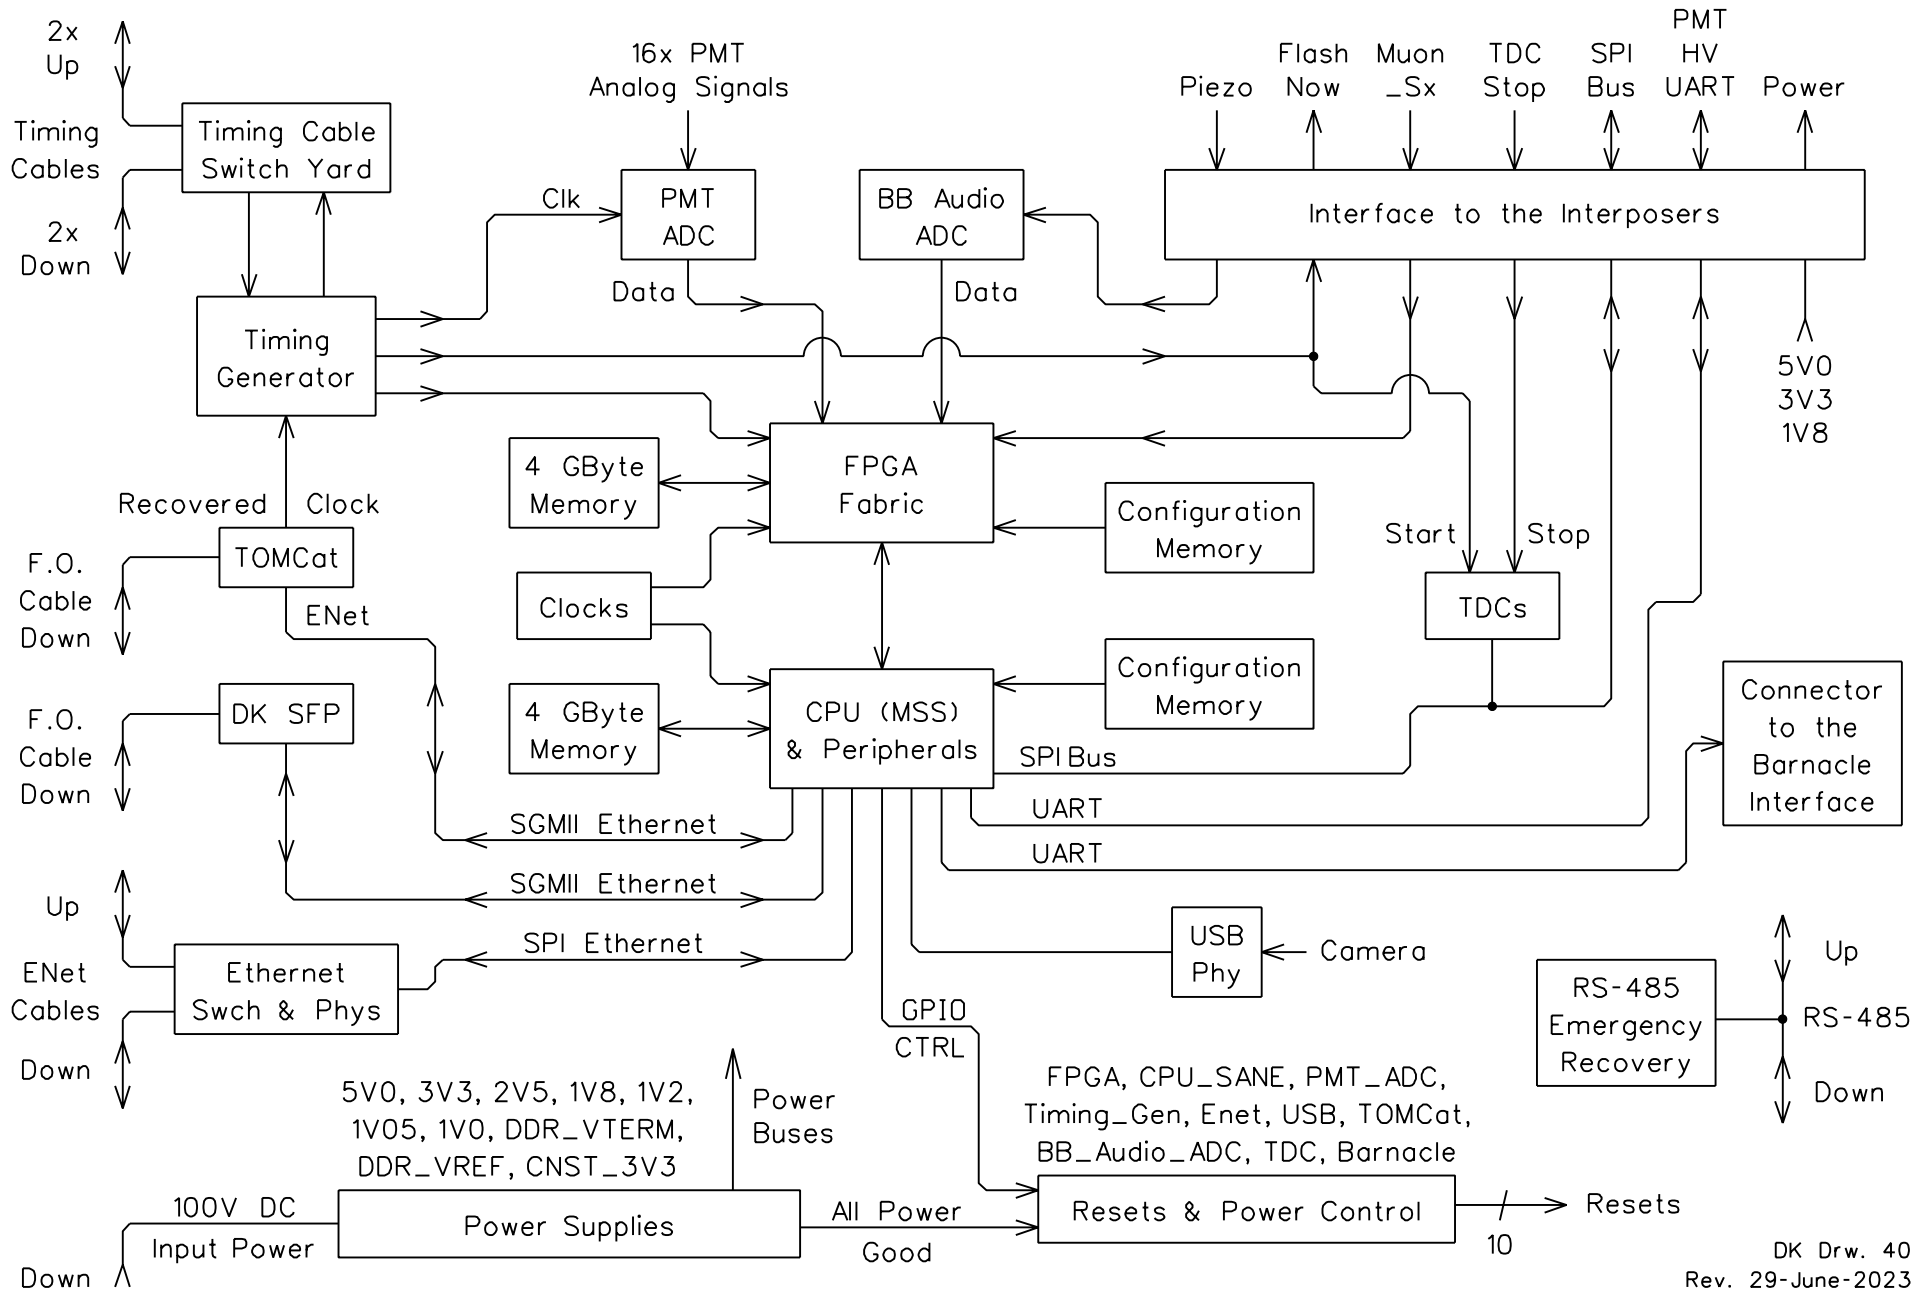 2x
Up
Timing
Cables
2x
Down
Timing Cable
Switch Yard
16x PMT
Analog Signals
Clk
PMT
ADC
Data
BB Audio
ADC
Data
Piezo
Flash
Now
Muon
_Sx
TDC
Stop
SPI
Bus
PMT
HV
UART
Power
Interface to the Interposers
5V0
3V3
1V8
Timing
Generator
Recovered Clock
TOMCat
F.O.
Cable
Down
ENet
4 GByte
Memory
FPGA
Fabric
Configuration
Memory
Start
Stop
TDCs
Clocks
Configuration
Memory
DK SFP
F.O.
Cable
Down
4 GByte
Memory
CPU (MSS)
& Peripherals
SPI Bus
UART
UART
Connector
to the
Barnacle
Interface
SGMII Ethernet
SGMII Ethernet
SPI Ethernet
Up
ENet
Cables
Down
Ethernet
Swch & Phys
USB
Phy
Camera
GPIO
CTRL
RS-485
Emergency
Recovery
Up
RS-485
Down
5V0, 3V3, 2V5, 1V8, 1V2,
1V05, 1V0, DDR_VTERM,
DDR_VREF, CNST_3V3
Power
Buses
FPGA, CPU_SANE, PMT_ADC,
Timing_Gen, Enet, USB, TOMCat,
BB_Audio_ADC, TDC, Barnacle
100V DC
Input Power
Down
Power Supplies
All Power
Good
Resets & Power Control
10
Resets
DK Drw. 40
Rev. 29-June-2023